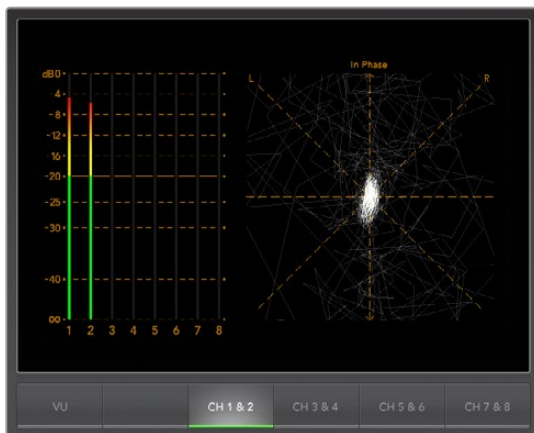 In Phase
dB0
L
R
4
-8
-12
16
-20
-25
-30
-40
∞
1 2 3 4 5 6 7 8
VU
CH 1 & 2
CH 3 & 4
CH 5 & 6
CH 7 & 8